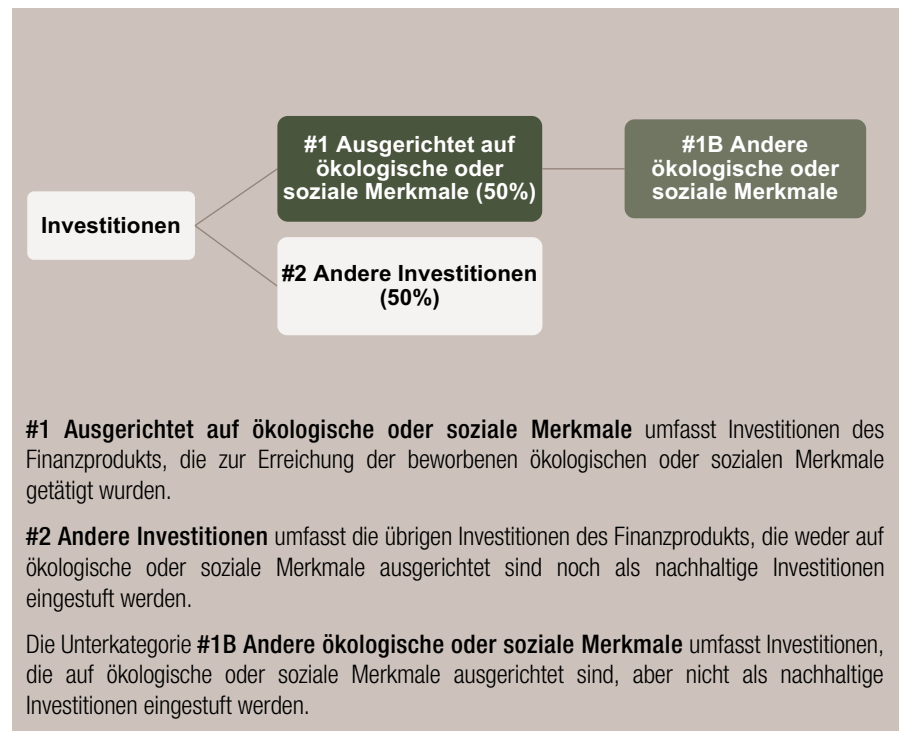 #1 Ausgerichtet auf
ökologische oder
soziale Merkmale (50%)
#1B Andere
ökologische oder
soziale Merkmale
Investitionen
#2 Andere Investitionen
(50%)
#1 Ausgerichtet auf ökologische oder soziale Merkmale umfasst Investitionen des
Finanzprodukts, die zur Erreichung der beworbenen ökologischen oder sozialen Merkmale
getätigt wurden.
#2 Andere Investitionen umfasst die übrigen Investitionen des Finanzprodukts, die weder auf
ökologische oder soziale Merkmale ausgerichtet sind noch als nachhaltige Investitionen
eingestuft werden.
Die Unterkategorie #1B Andere ökologische oder soziale Merkmale umfasst Investitionen,
die auf ökologische oder soziale Merkmale ausgerichtet sind, aber nicht als nachhaltige
Investitionen eingestuft werden.